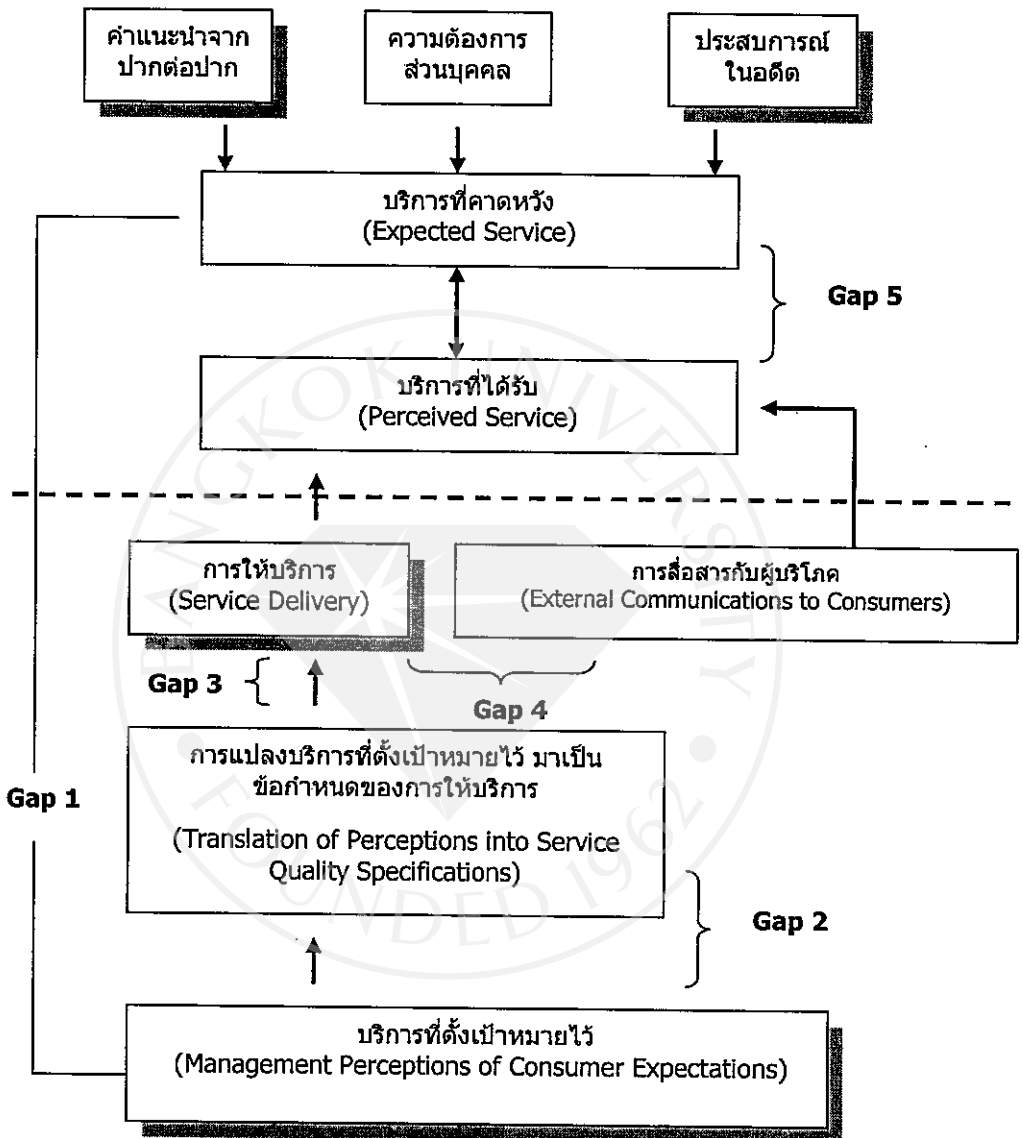 คำแนะนำจาก
ปากต่อปาก
ความต้องการ
ส่วนบุคคล
ประสบการณ์
ในอดีต
บริการที่คาดหวัง
(Expected Service)
Gap 5
บริการที่ได้รับ
(Perceived Service)
การให้บริการ
(Service Delivery)
การสื่อสารกับผู้บริโภค
(External Communications to Consumers)
Gap 3
Gap 4
การแปลงบริการที่ตั้งเป้าหมายไว้ มาเป็น
ข้อกำหนดของการให้บริการ
(Translation of Perceptions into Service
Quality Specifications)
Gap 1
Gap 2
บริการที่ตั้งเป้าหมายไว้
(Management Perceptions of Consumer Expectations)
BANGKOK UNIVERSITY
FOUNDED 1962